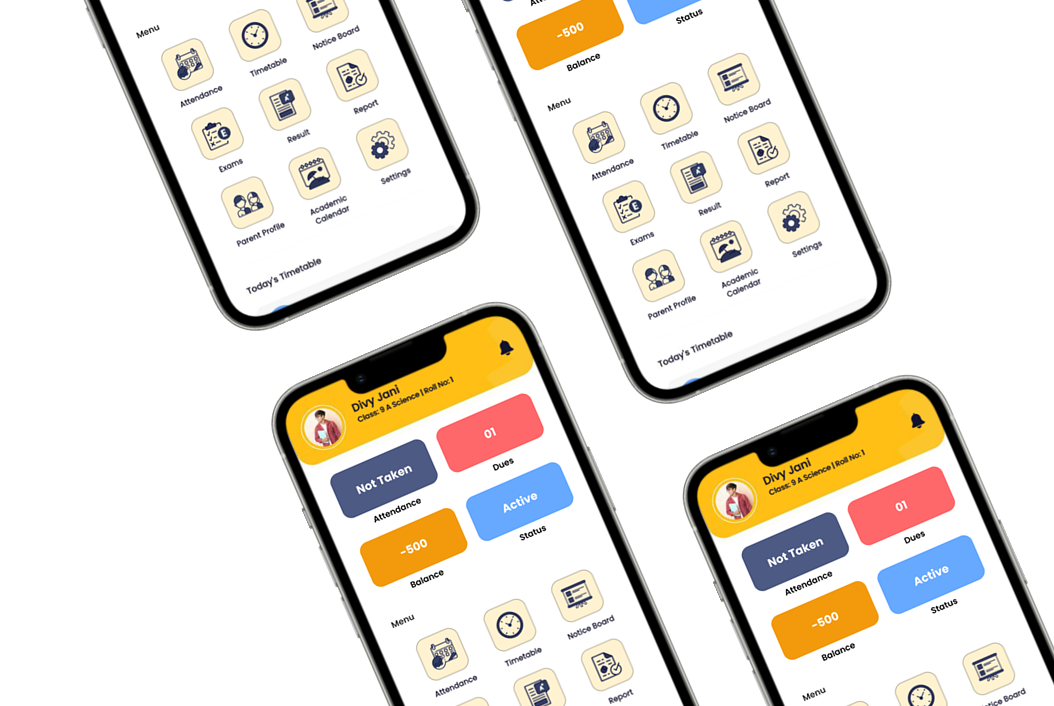 Menu
Attendance
Timetable
Notice Board
Exams
Result
Report
Parent Profile
Academic
Calendar
Settings
Today's Timetable
-500
Balance
Status
Menu
Attendance
Timetable
Notice Board
Exams
Result
Report
Parent Profile
Academic
Calendar
Settings
Today's Timetable
Divy Jani
Class: 9 A Science | Roll No: 1
Not Taken
Attendance
01
Dues
-500
Balance
Active
Status
Menu
Attendance
Timetable
Notice Board
Report
Divy Jani
Class: 9 A Science | Roll No: 1
Not Taken
Attendance
01
Dues
-500
Balance
Active
Status
Menu
Board